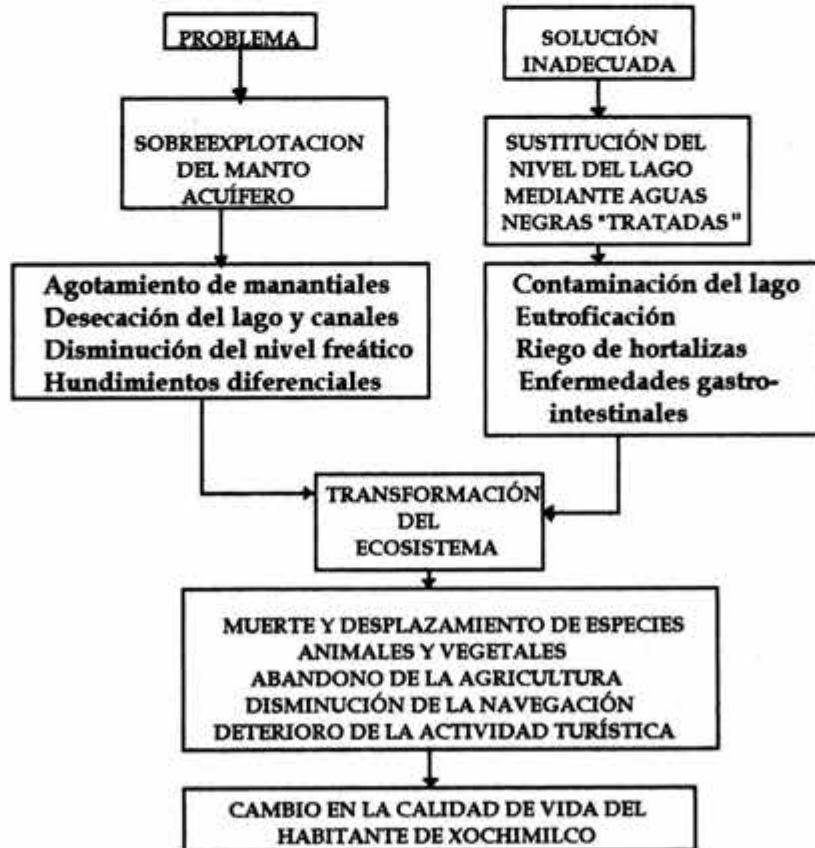 PROBLEMA
SOBREEXPLOTACION
DEL MANTO
ACUÍFERO
Agotamiento de manantiales
Desecación del lago y canales
Disminución del nivel freático
Hundimientos diferenciales
SOLUCIÓN
INADECUADA
SUSTITUCIÓN DEL
NIVEL DEL LAGO
MEDIANTE AGUAS
NEGRAS "TRATADAS"
Contaminación del lago
Eutroficación
Riego de hortalizas
Enfermedades gastro-
intestinales
TRANSFORMACIÓN
DEL
ECOSISTEMA
MUERTE Y DESPLAZAMIENTO DE ESPECIES
ANIMALES Y VEGETALES
ABANDONO DE LA AGRICULTURA
DISMINUCIÓN DE LA NAVEGACIÓN
DETERIORO DE LA ACTIVIDAD TURÍSTICA
CAMBIO EN LA CALIDAD DE VIDA DEL
HABITANTE DE XOCHIMILCO